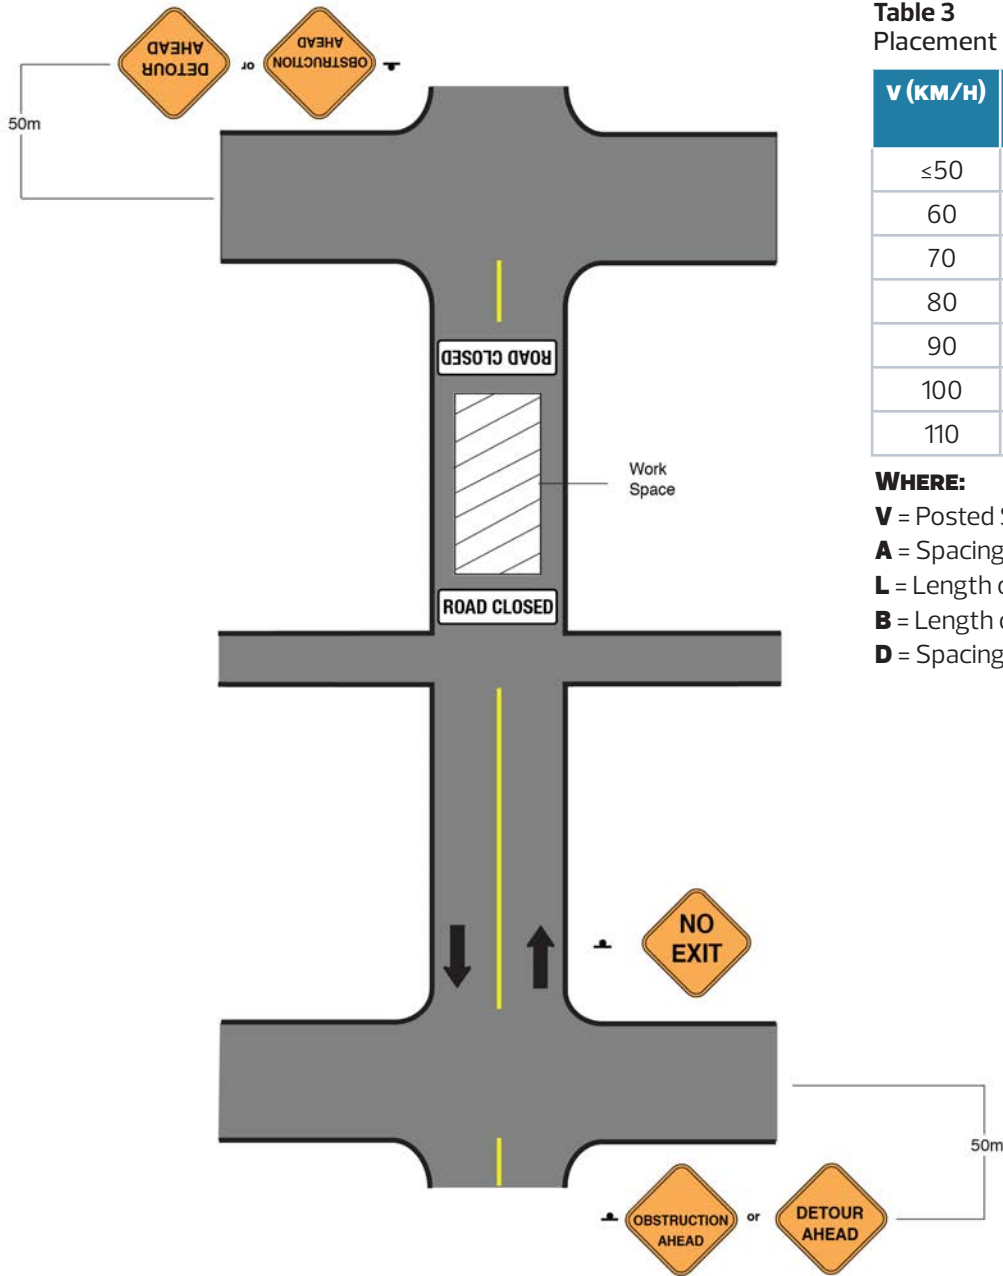 Table 3
Placement
V (KM/H)
≤50
60
70
80
90
100
110
WHERE:
V = Posted
A = Spacing
L = Length
B = Length
D = Spacing
50m
DETOUR
AHEAD
or
OBSTRUCTION
AHEAD
ROAD CLOSED
Work
Space
ROAD CLOSED
NO
EXIT
50m
OBSTRUCTION
AHEAD
or
DETOUR
AHEAD